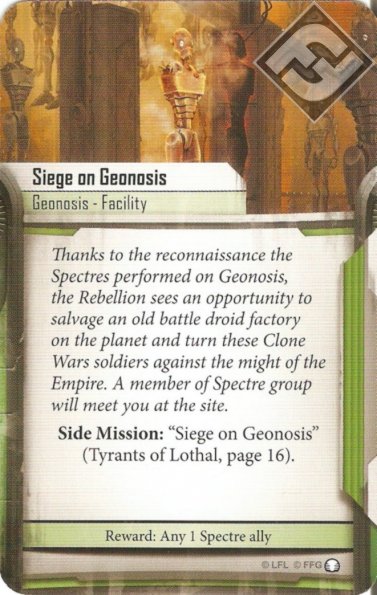 Siege on Geonosis
Geonosis - Facility
Thanks to the reconnaissance the
Spectres performed on Geonosis,
the Rebellion sees an opportunity to
salvage an old battle droid factory
on the planet and turn these Clone
Wars soldiers against the might of the
Empire. A member of Spectre group
will meet you at the site.
Side Mission: “Siege on Geonosis”
(Tyrants of Lothal, page 16).
Reward: Any 1 Spectre ally
© LFL © FFG